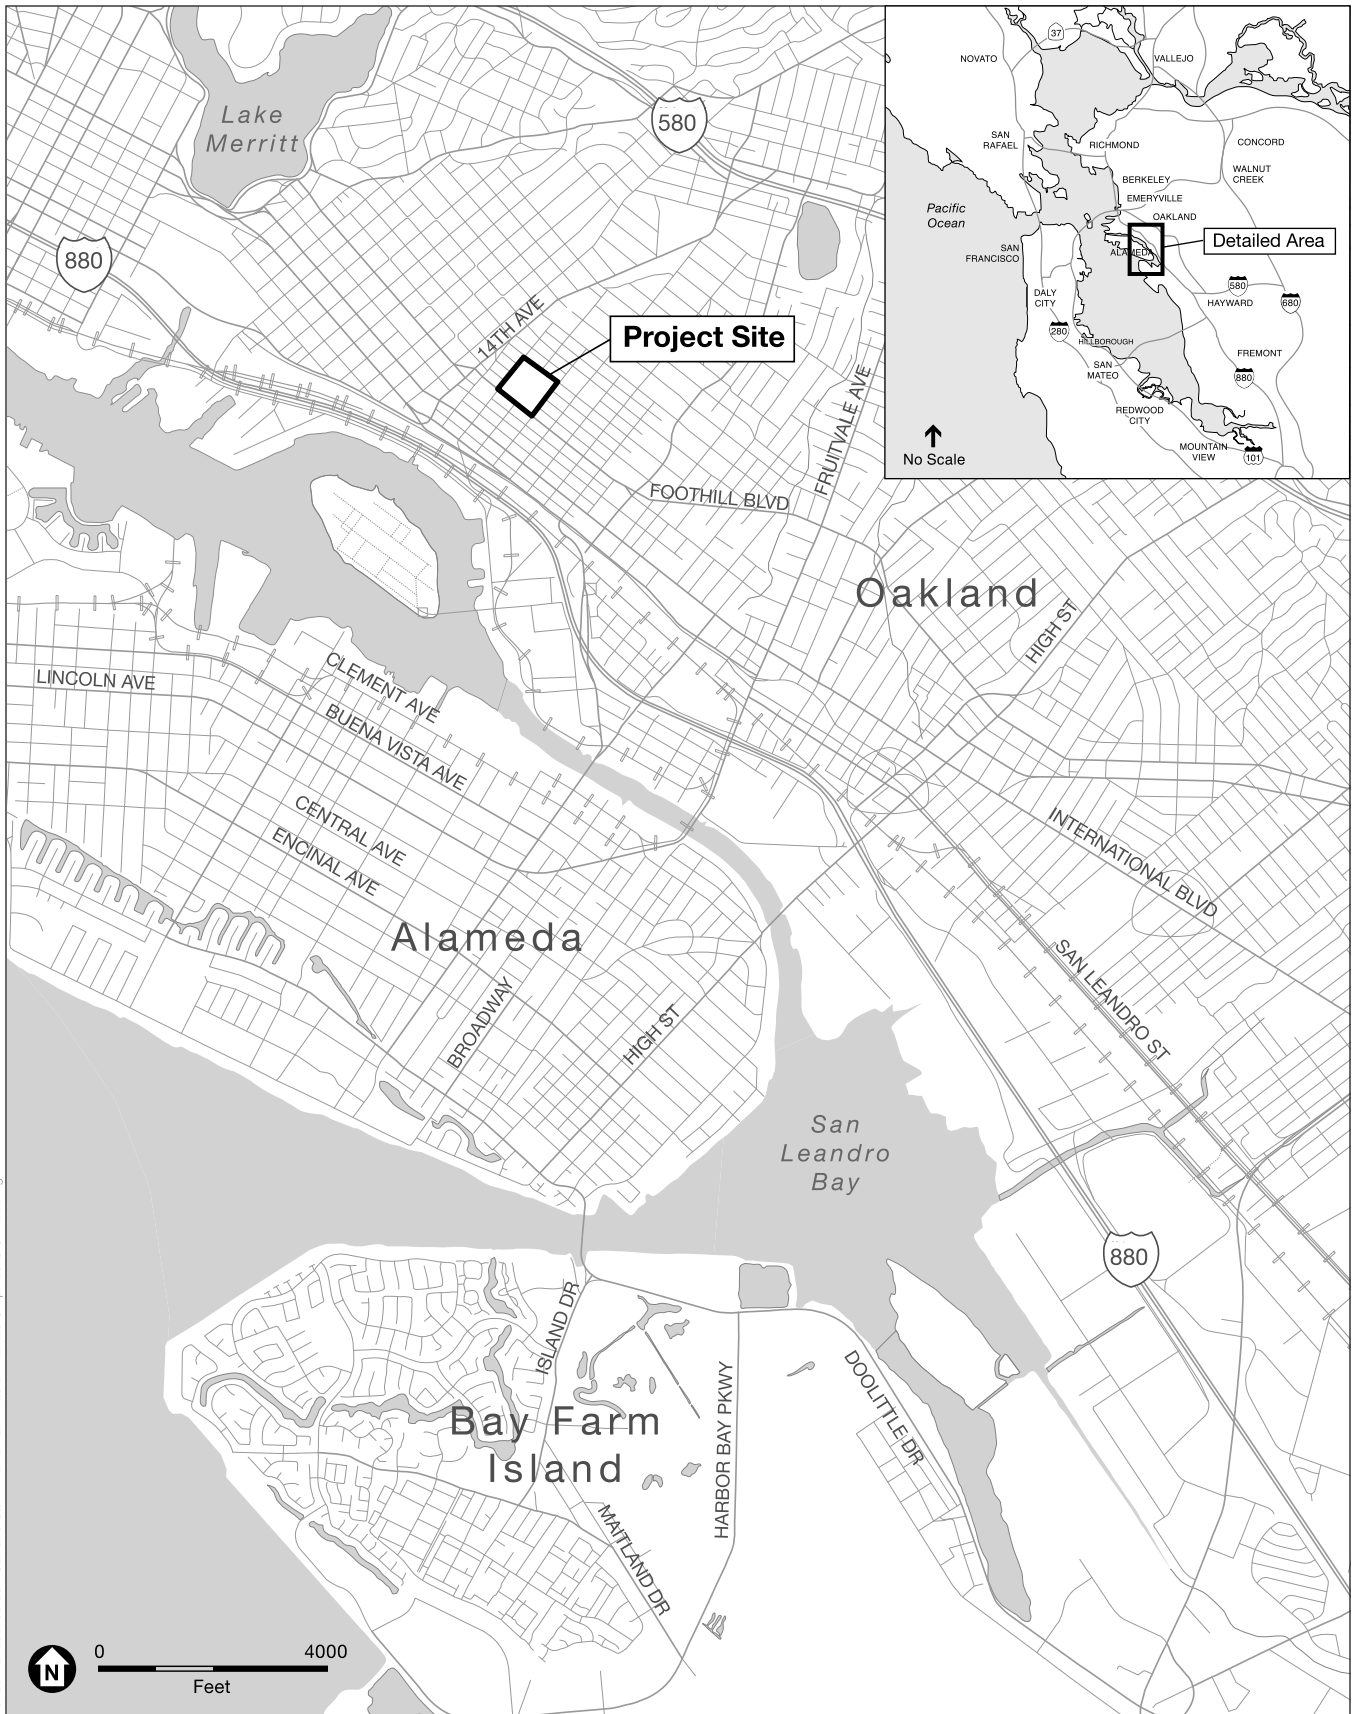 Lake
Merritt
580
880
14TH AVE
Project Site
FRUITVALE AVE
FOOTHILL BLVD
Oakland
HIGH ST
LINCOLN AVE
CLEMENT AVE
BUENA VISTA AVE
CENTRAL AVE
ENCINAL AVE
INTERNATIONAL BLVD
Alameda
SAN LEANDRO ST
BROADWAY
HIGH ST
San
Leandro
Bay
880
ISLAND DR
DOOLITTLE DR
HARBOR BAY PKWY
Bay Farm
Island
MAITLAND DR
N
0 4000
Feet
37
NOVATO
VALLEJO
SAN
RAFAEL
RICHMOND
CONCORD
WALNUT
CREEK
BERKELEY
EMERYVILLE
Pacific
Ocean
OAKLAND
Detailed Area
ALAMEDA
SAN
FRANCISCO
DALY
CITY
580
HAYWARD
680
280
HILLBOROUGH
SAN
MATEO
FREMONT
880
REDWOOD
CITY
MOUNTAIN
VIEW
101
No Scale